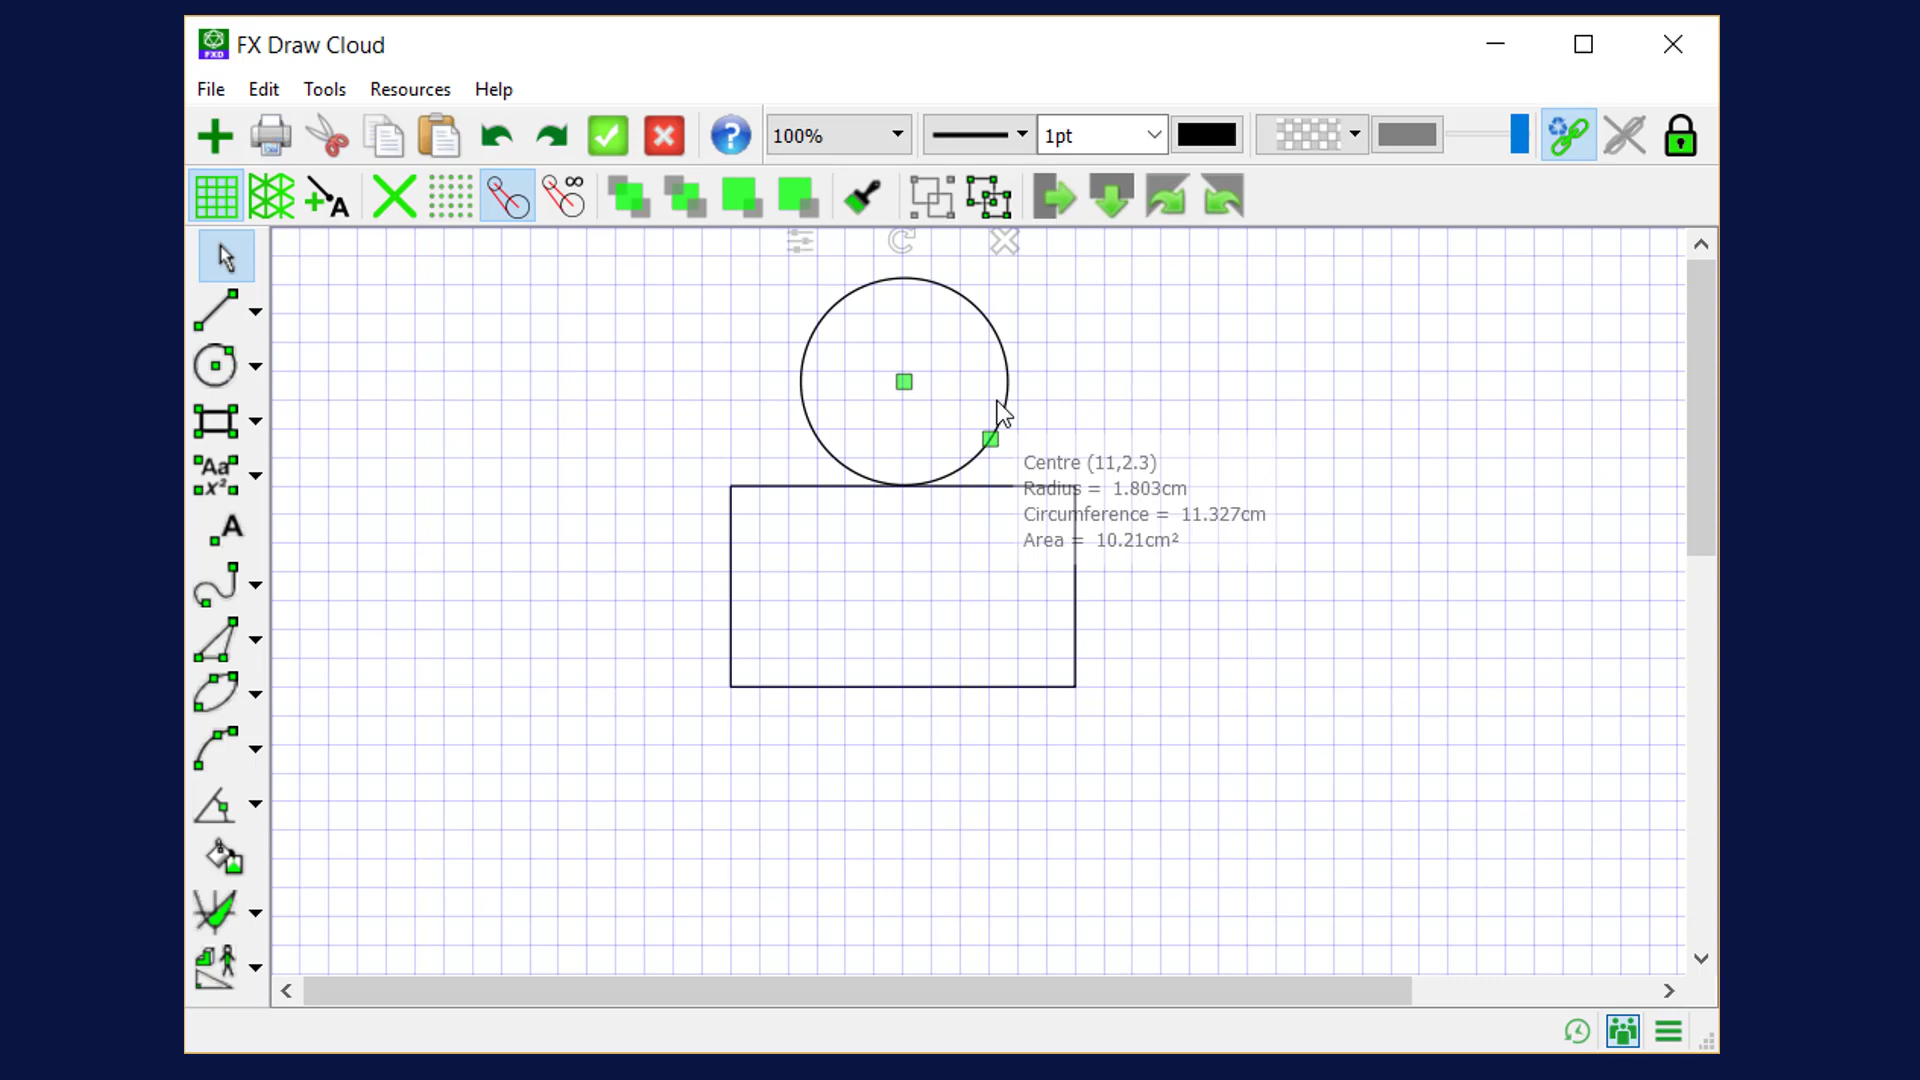 FXD
FX Draw Cloud
File Edit Tools Resources Help
? 100% 1pt
A ∞
Centre (11,2.3)
Radius = 1.803cm
Circumference = 11.327cm
Area = 10.21cm²
Aa
x²
A